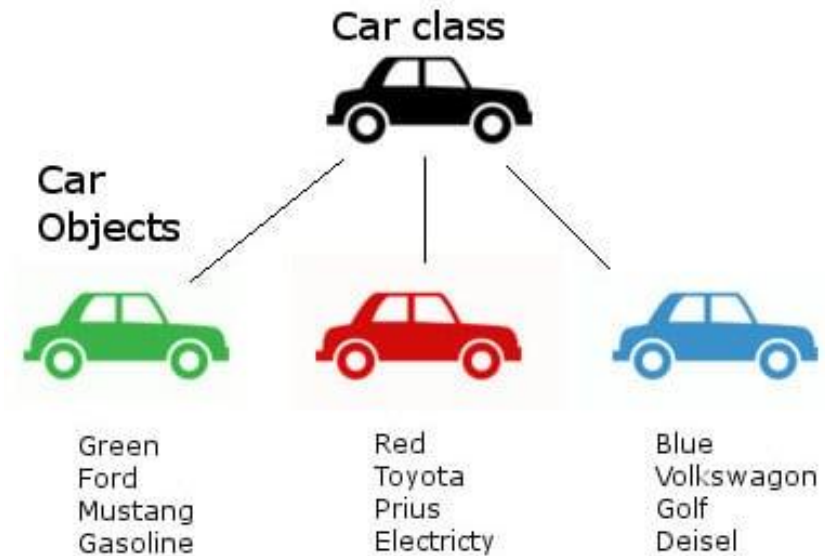 Car class
Car
Objects
Green
Ford
Mustang
Gasoline
Red
Toyota
Prius
Electricty
Blue
Volkswagon
Golf
Deisel